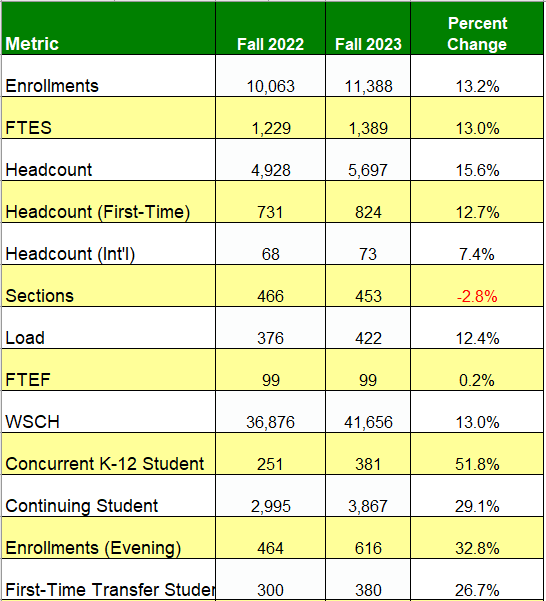 Metric Fall 2022 Fall 2023 Percent Change
Enrollments 10,063 11,388 13.2%
FTES 1,229 1,389 13.0%
Headcount 4,928 5,697 15.6%
Headcount (First-Time) 731 824 12.7%
Headcount (Int'l) 68 73 7.4%
Sections 466 453 -2.8%
Load 376 422 12.4%
FTEF 99 99 0.2%
WSCH 36,876 41,656 13.0%
Concurrent K-12 Student 251 381 51.8%
Continuing Student 2,995 3,867 29.1%
Enrollments (Evening) 464 616 32.8%
First-Time Transfer Studen 300 380 26.7%